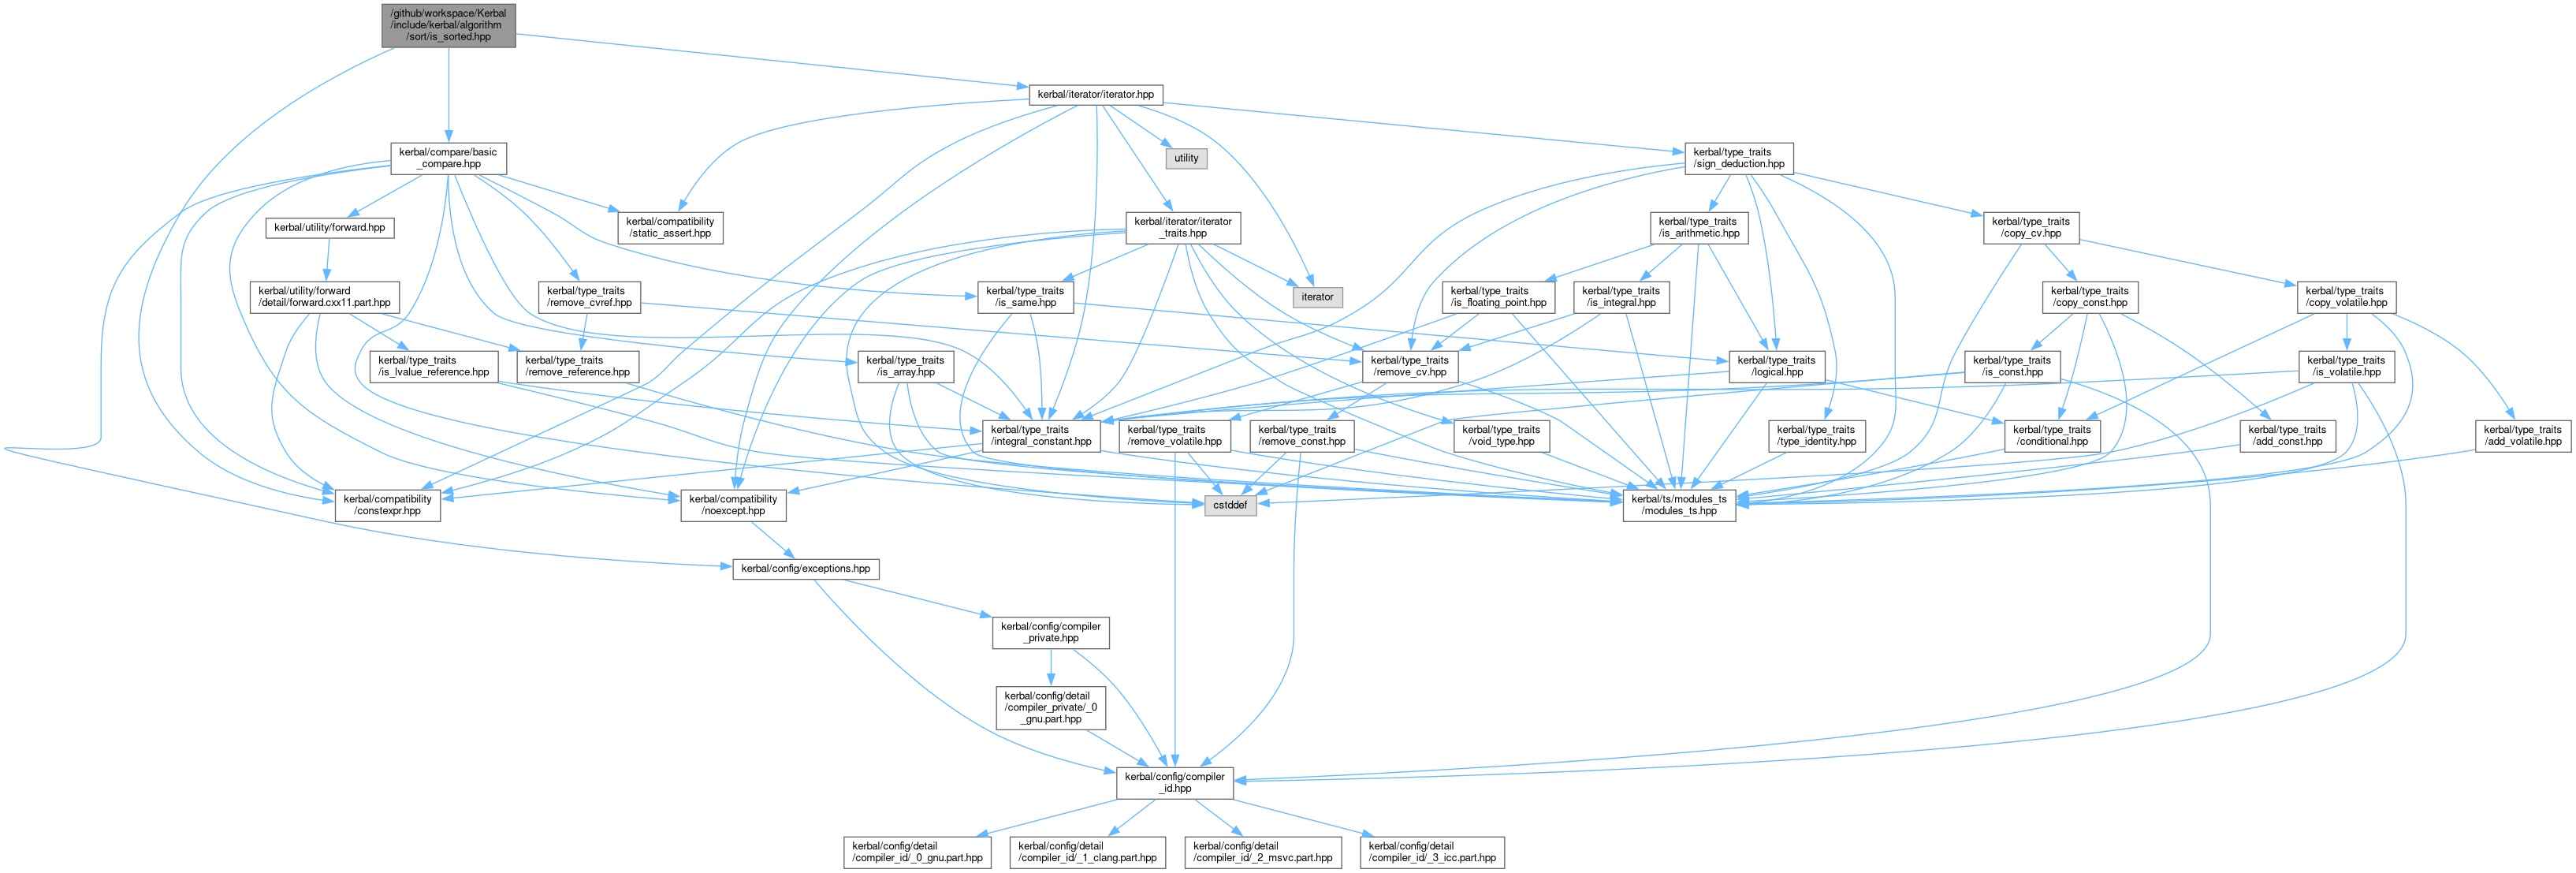 /github/workspace/Kerbal
/include/kerbal/algorithm
/sort/is_sorted.hpp
kerbal/iterator/iterator.hpp
kerbal/compare/basic
_compare.hpp
utility
kerbal/type_traits
/sign_deduction.hpp
kerbal/utility/forward.hpp
kerbal/compatibility
/static_assert.hpp
kerbal/iterator/iterator
_traits.hpp
kerbal/type_traits
/is_arithmetic.hpp
kerbal/type_traits
/copy_cv.hpp
kerbal/utility/forward
/detail/forward.cxx11.part.hpp
kerbal/type_traits
/remove_cvref.hpp
kerbal/type_traits
/is_same.hpp
iterator
kerbal/type_traits
/is_floating_point.hpp
kerbal/type_traits
/is_integral.hpp
kerbal/type_traits
/copy_const.hpp
kerbal/type_traits
/copy_volatile.hpp
kerbal/type_traits
/is_lvalue_reference.hpp
kerbal/type_traits
/remove_reference.hpp
kerbal/type_traits
/is_array.hpp
kerbal/type_traits
/remove_cv.hpp
kerbal/type_traits
/logical.hpp
kerbal/type_traits
/is_const.hpp
kerbal/type_traits
/is_volatile.hpp
kerbal/type_traits
/integral_constant.hpp
kerbal/type_traits
/remove_volatile.hpp
kerbal/type_traits
/remove_const.hpp
kerbal/type_traits
/void_type.hpp
kerbal/type_traits
/type_identity.hpp
kerbal/type_traits
/conditional.hpp
kerbal/type_traits
/add_const.hpp
kerbal/type_traits
/add_volatile.hpp
kerbal/compatibility
/constexpr.hpp
kerbal/compatibility
/noexcept.hpp
cstddef
kerbal/ts/modules_ts
/modules_ts.hpp
kerbal/config/exceptions.hpp
kerbal/config/compiler
_private.hpp
kerbal/config/detail
/compiler_private/_0
_gnu.part.hpp
kerbal/config/compiler
_id.hpp
kerbal/config/detail
/compiler_id/_0_gnu.part.hpp
kerbal/config/detail
/compiler_id/_1_clang.part.hpp
kerbal/config/detail
/compiler_id/_2_msvc.part.hpp
kerbal/config/detail
/compiler_id/_3_icc.part.hpp